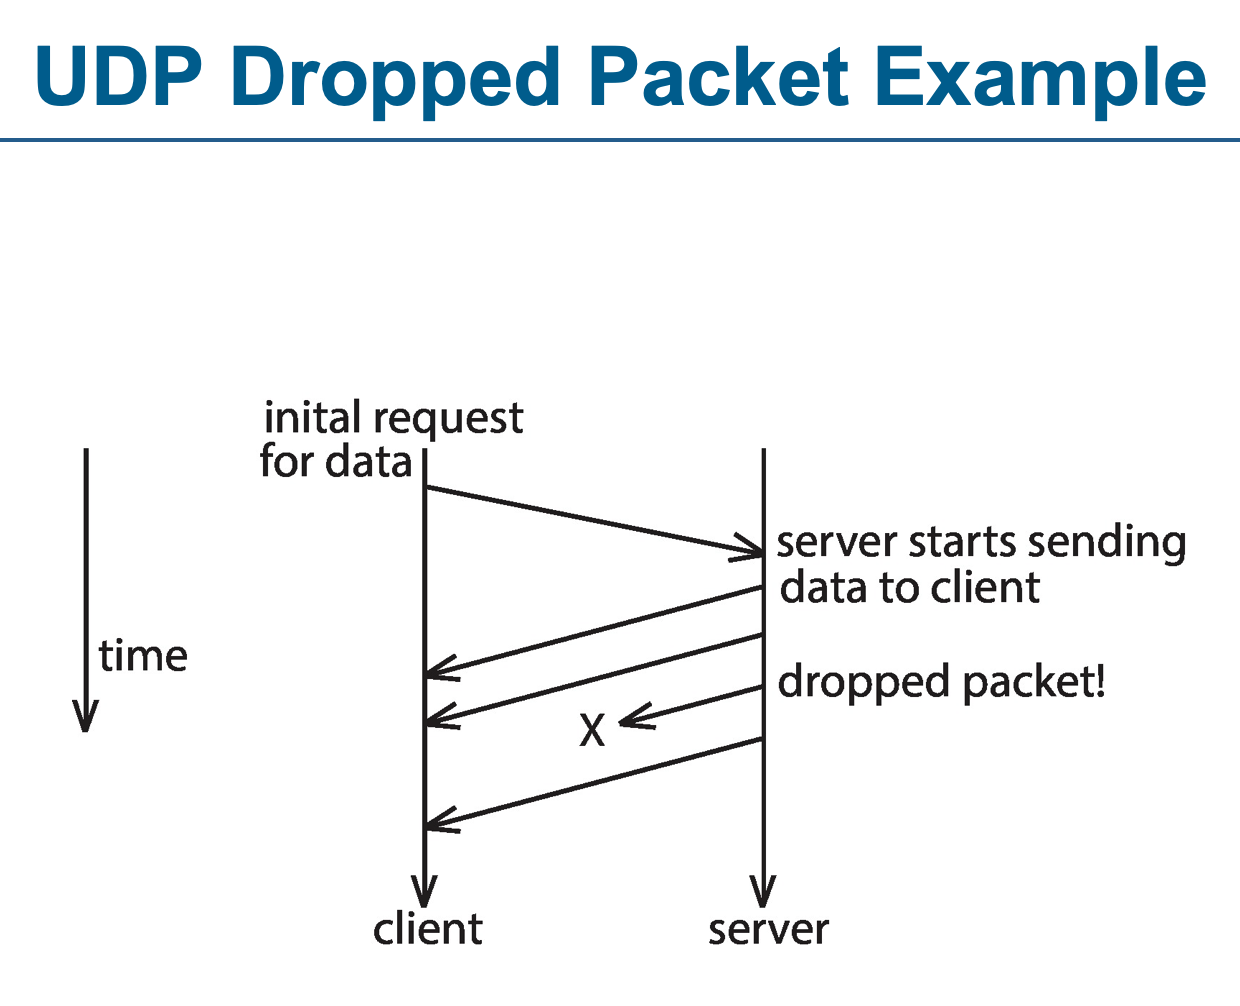 UDP Dropped Packet Example
inital request
for data
server starts sending
data to client
time
dropped packet!
X
client
server